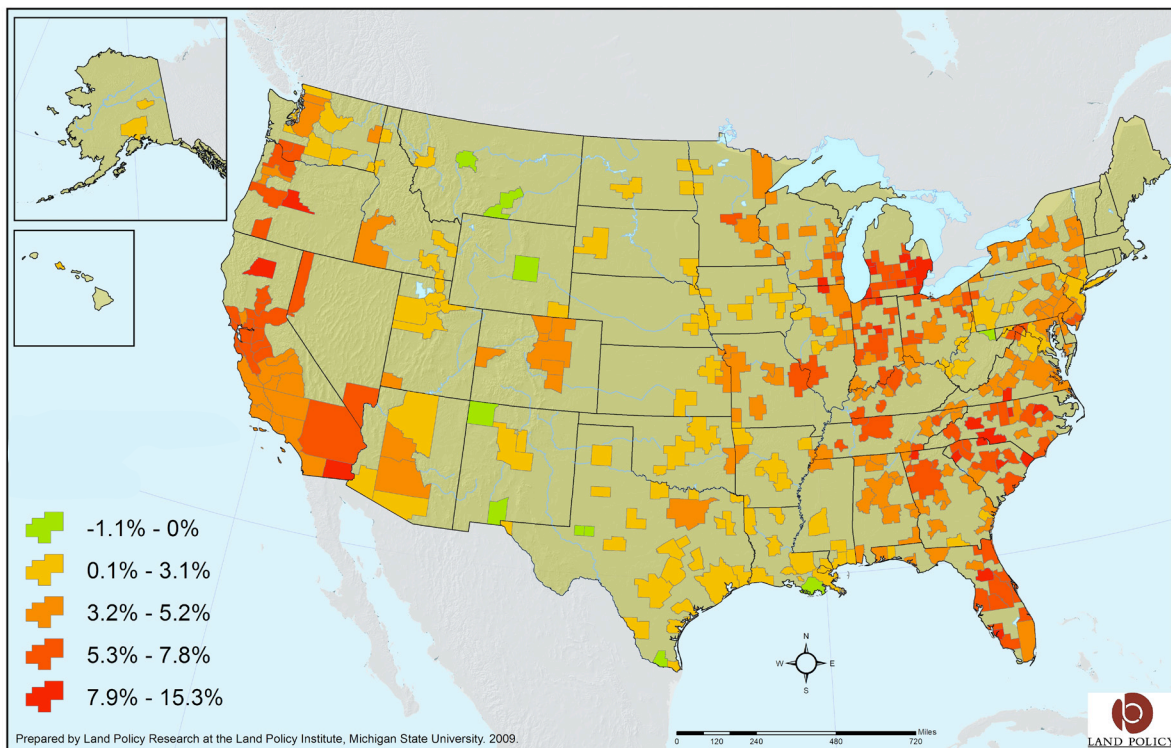 -1.1% - 0%
0.1% - 3.1%
3.2% - 5.2%
5.3% - 7.8%
7.9% - 15.3%
N
W E
S
Miles
0 120 240 480 720
Prepared by Land Policy Research at the Land Policy Institute, Michigan State University. 2009.
LAND POLICY